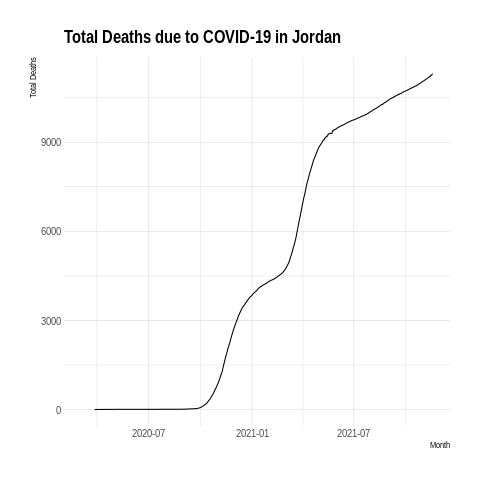 Total Deaths due to COVID-19 in Jordan
Total Deaths
9000
6000
3000
0
2020-07
2021-01
2021-07
Month